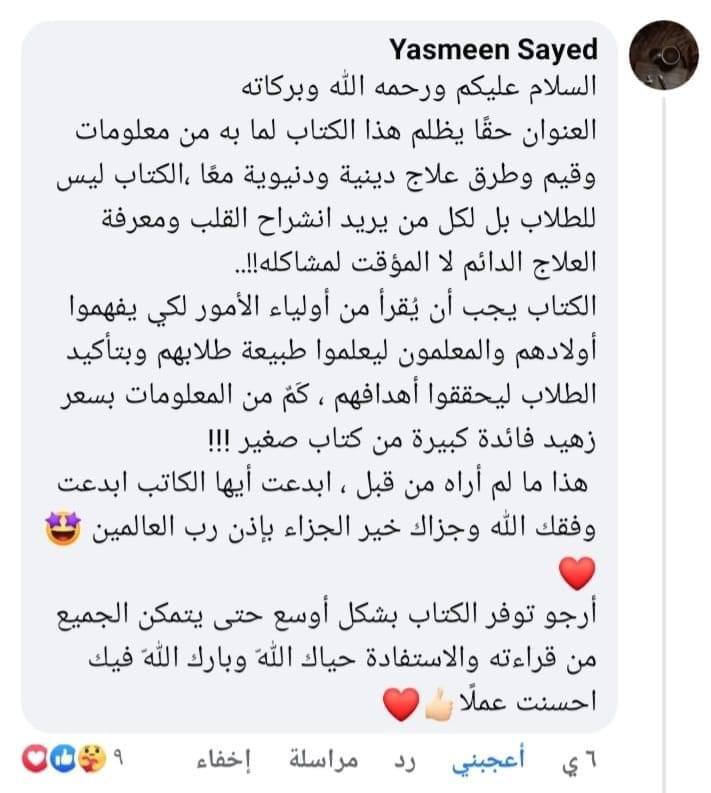 Yasmeen Sayed
السلام عليكم ورحمه الله وبركاته
العنوان حقًا يظلم هذا الكتاب لما به من معلومات
وقيم وطرق علاج دينية ودنيوية معًا ،الكتاب ليس
للطلاب بل لكل من يريد انشراح القلب ومعرفة
العلاج الدائم لا المؤقت لمشاكله!!..
الكتاب يجب أن يُقرأ من أولياء الأمور لكي يفهموا
أولادهم والمعلمون ليعلموا طبيعة طلابهم وبتأكيد
الطلاب ليحققوا أهدافهم ، كَمٌ من المعلومات بسعر
زهيد فائدة كبيرة من كتاب صغير !!!
هذا ما لم أراه من قبل ، ابدعت أيها الكاتب ابدعت
وفقك الله وجزاك خير الجزاء بإذن رب العالمين 🤩
❤️
أرجو توفر الكتاب بشكل أوسع حتى يتمكن الجميع
من قراءته والاستفادة حياك اللهّ وبارك اللهّ فيك
احسنت عملًا👍🏻❤️
٦ ي أعجبني رد مراسلة إخفاء ٩